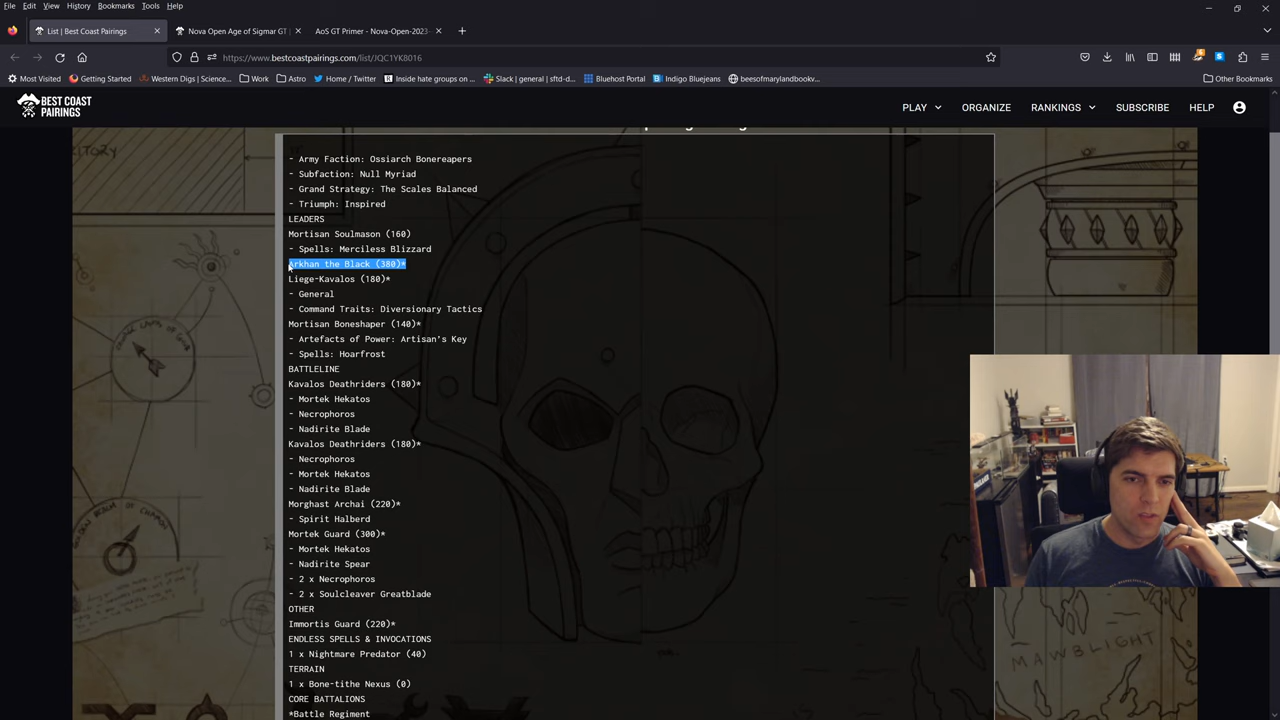 File Edit View History Bookmarks Tools Help
List | Best Coast Pairings
Nova Open Age of Sigmar GT |
AoS GT Primer - Nova-Open-2023-
https://www.bestcoastpairings.com/list/JQC1YK8016
Most Visited Getting Started Western Digs | Science... Work Astro Home / Twitter Inside hate groups on ... Slack | general | sftd-d... Bluehost Portal Indigo Bluejeans beesofmarylandbookv... Other Bookmarks
BEST COAST
PAIRINGS
PLAY ORGANIZE RANKINGS SUBSCRIBE HELP
- Army Faction: Ossiarch Bonereapers
- Subfaction: Null Myriad
- Grand Strategy: The Scales Balanced
- Triumph: Inspired
LEADERS
Mortisan Soulmason (160)
- Spells: Merciless Blizzard
Arkhan the Black (380)*
Liege-Kavalos (180)*
- General
- Command Traits: Diversionary Tactics
Mortisan Boneshaper (140)*
- Artefacts of Power: Artisan's Key
- Spells: Hoarfrost
BATTLELINE
Kavalos Deathriders (180)*
- Mortek Hekatos
- Necrophoros
- Nadirite Blade
Kavalos Deathriders (180)*
- Necrophoros
- Mortek Hekatos
- Nadirite Blade
Morghast Archai (220)*
- Spirit Halberd
Mortek Guard (300)*
- Mortek Hekatos
- Nadirite Spear
- 2 x Necrophoros
- 2 x Soulcleaver Greatblade
OTHER
Immortis Guard (220)*
ENDLESS SPELLS & INVOCATIONS
1 x Nightmare Predator (40)
TERRAIN
1 x Bone-tithe Nexus (0)
CORE BATTALIONS
*Battle Regiment
MAWBLIGHT